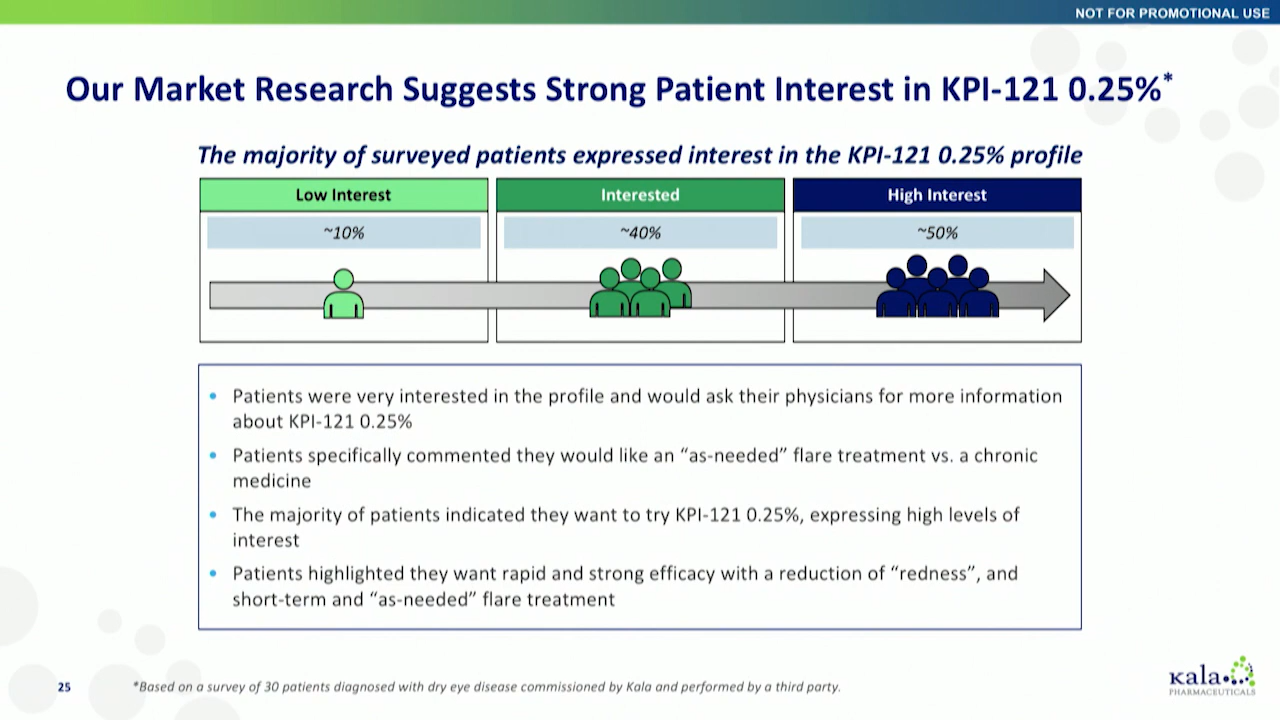 NOT FOR PROMOTIONAL USE
Our Market Research Suggests Strong Patient Interest in KPI-121 0.25%*
The majority of surveyed patients expressed interest in the KPI-121 0.25% profile
Low Interest
Interested
High Interest
~10%
~40%
~50%
• Patients were very interested in the profile and would ask their physicians for more information
about KPI-121 0.25%
• Patients specifically commented they would like an “as-needed” flare treatment vs. a chronic
medicine
• The majority of patients indicated they want to try KPI-121 0.25%, expressing high levels of
interest
• Patients highlighted they want rapid and strong efficacy with a reduction of “redness”, and
short-term and “as-needed” flare treatment
25
*Based on a survey of 30 patients diagnosed with dry eye disease commissioned by Kala and performed by a third party.
kala
PHARMACEUTICALS